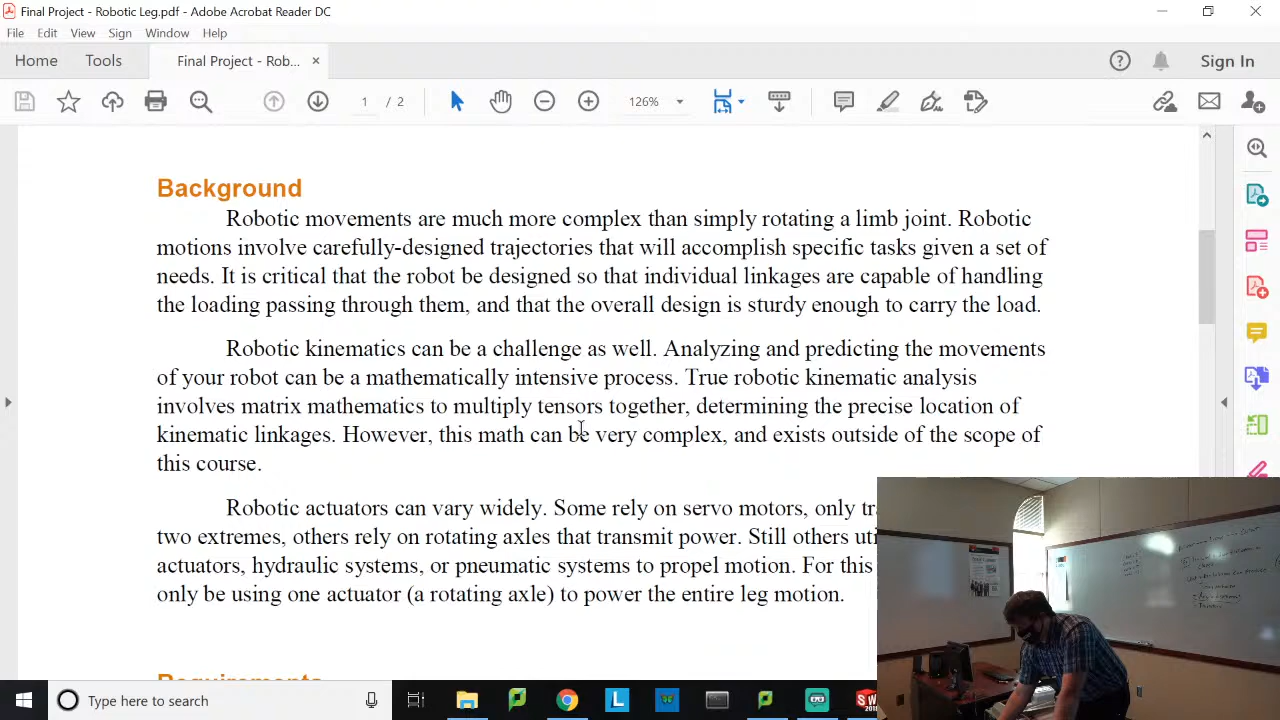 Final Project - Robotic Leg.pdf - Adobe Acrobat Reader DC
File Edit View Sign Window Help
Home Tools Final Project - Rob... × Sign In
1 / 2 126%
Background
Robotic movements are much more complex than simply rotating a limb joint. Robotic
motions involve carefully-designed trajectories that will accomplish specific tasks given a set of
needs. It is critical that the robot be designed so that individual linkages are capable of handling
the loading passing through them, and that the overall design is sturdy enough to carry the load.
Robotic kinematics can be a challenge as well. Analyzing and predicting the movements
of your robot can be a mathematically intensive process. True robotic kinematic analysis
involves matrix mathematics to multiply tensors together, determining the precise location of
kinematic linkages. However, this math can be very complex, and exists outside of the scope of
this course.
Robotic actuators can vary widely. Some rely on servo motors, only
two extremes, others rely on rotating axles that transmit power. Still others
actuators, hydraulic systems, or pneumatic systems to propel motion. For this
only be using one actuator (a rotating axle) to power the entire leg motion.
Requirements
Type here to search